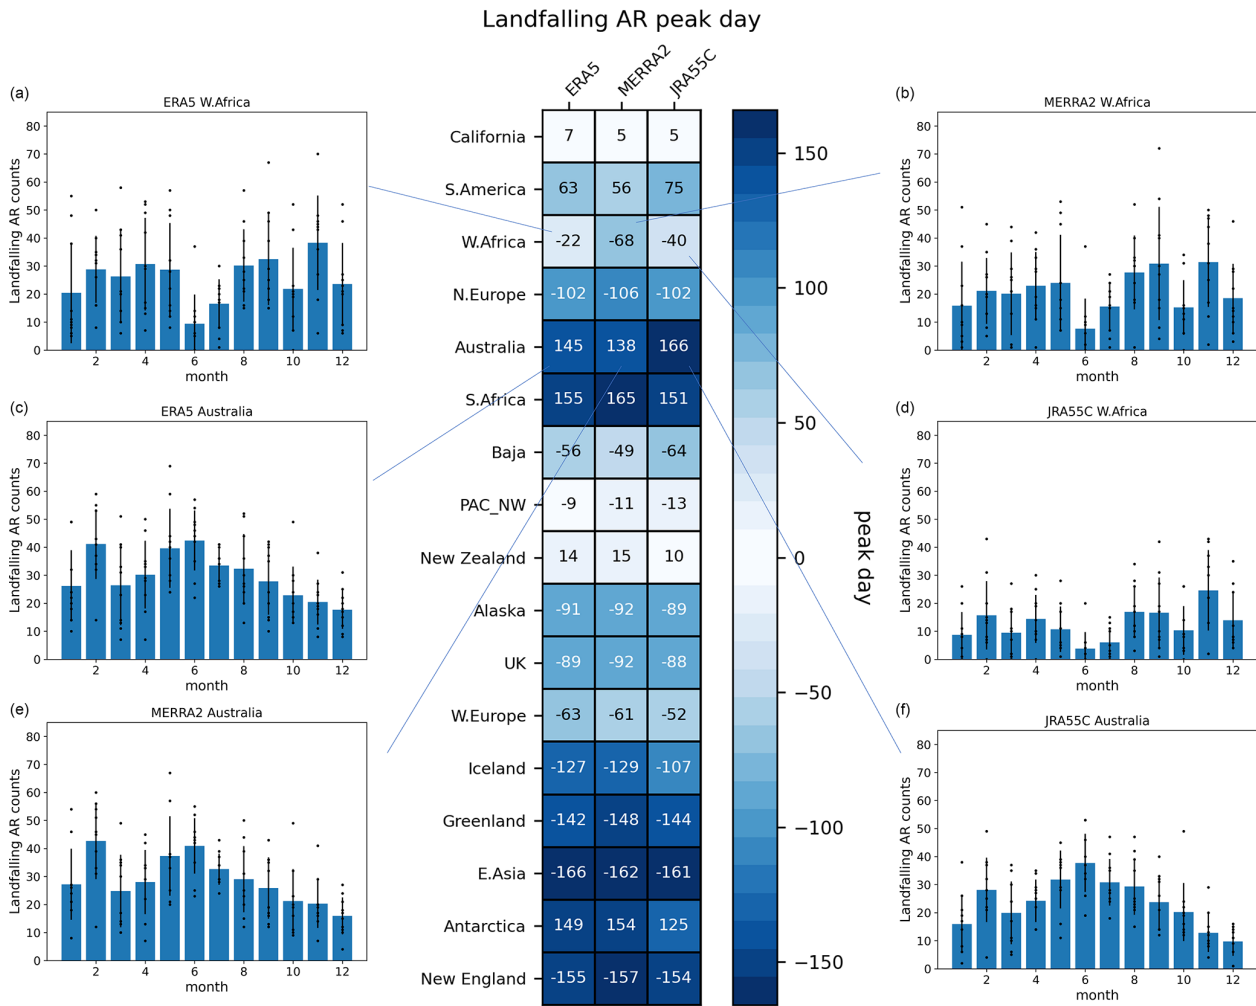 Landfalling AR peak day
ERA5 MERRA2 JRA55C
(a)
ERA5 W.Africa
Landfalling AR counts
80
70
60
50
40
30
20
10
0
2 4 6 8 10 12
month
(b)
MERRA2 W.Africa
Landfalling AR counts
80
70
60
50
40
30
20
10
0
2 4 6 8 10 12
month
(c)
ERA5 Australia
Landfalling AR counts
80
70
60
50
40
30
20
10
0
2 4 6 8 10 12
month
(d)
JRA55C W.Africa
Landfalling AR counts
80
70
60
50
40
30
20
10
0
2 4 6 8 10 12
month
(e)
MERRA2 Australia
Landfalling AR counts
80
70
60
50
40
30
20
10
0
2 4 6 8 10 12
month
(f)
JRA55C Australia
Landfalling AR counts
80
70
60
50
40
30
20
10
0
2 4 6 8 10 12
month
California 7 5 5
S.America 63 56 75
W.Africa -22 -68 -40
N.Europe -102 -106 -102
Australia 145 138 166
S.Africa 155 165 151
Baja -56 -49 -64
PAC_NW -9 -11 -13
New Zealand 14 15 10
Alaska -91 -92 -89
UK -89 -92 -88
W.Europe -63 -61 -52
Iceland -127 -129 -107
Greenland -142 -148 -144
E.Asia -166 -162 -161
Antarctica 149 154 125
New England -155 -157 -154
150
100
50
0
−50
−100
−150
peak day